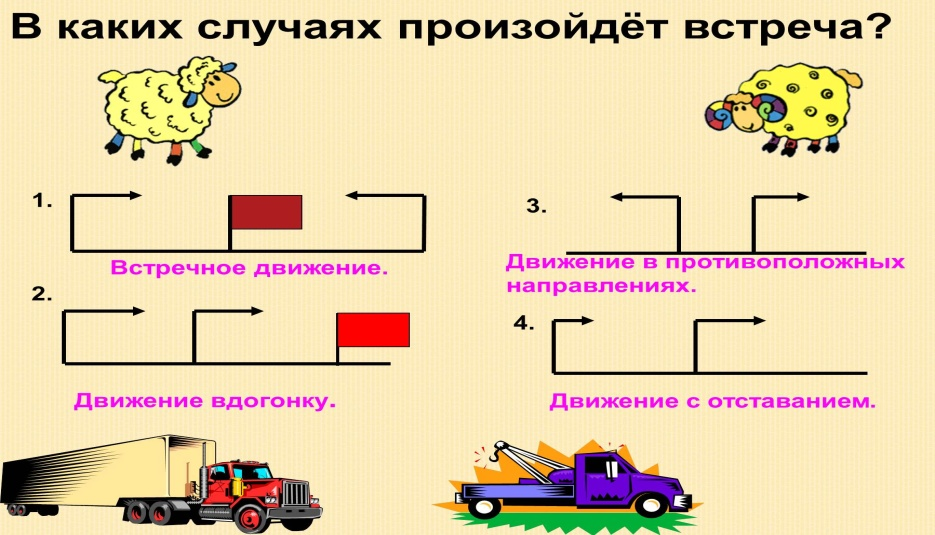 В каких случаях произойдёт встреча?
1.
Встречное движение.
2.
Движение вдогонку.
3.
Движение в противоположных
направлениях.
4.
Движение с отставанием.